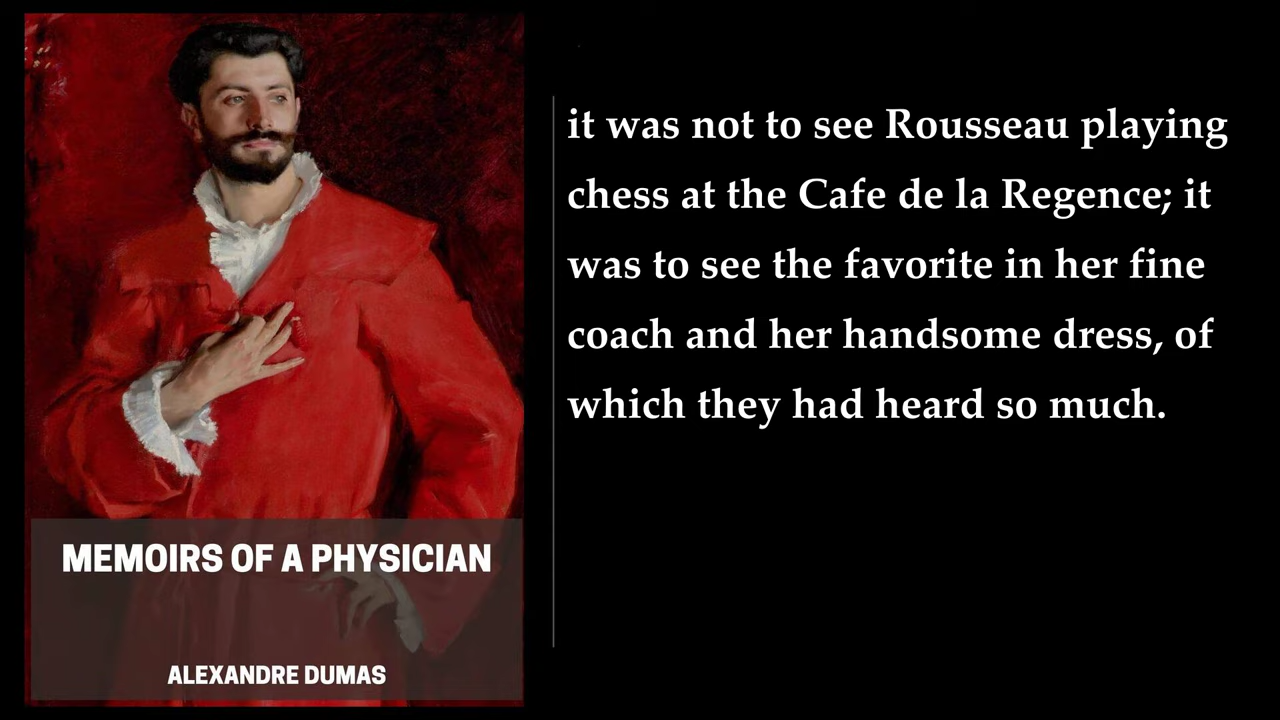 it was not to see Rousseau playing
chess at the Cafe de la Regence; it
was to see the favorite in her fine
coach and her handsome dress, of
which they had heard so much.
MEMOIRS OF A PHYSICIAN
ALEXANDRE DUMAS